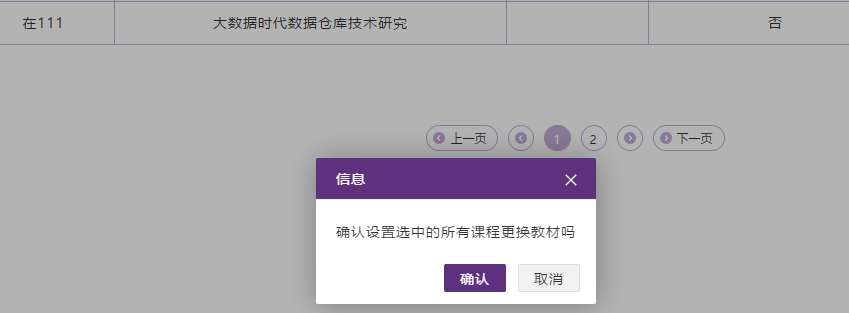 在111 大数据时代数据仓库技术研究 否
上一页 1 2 下一页
信息
确认设置选中的所有课程更换教材吗
确认 取消